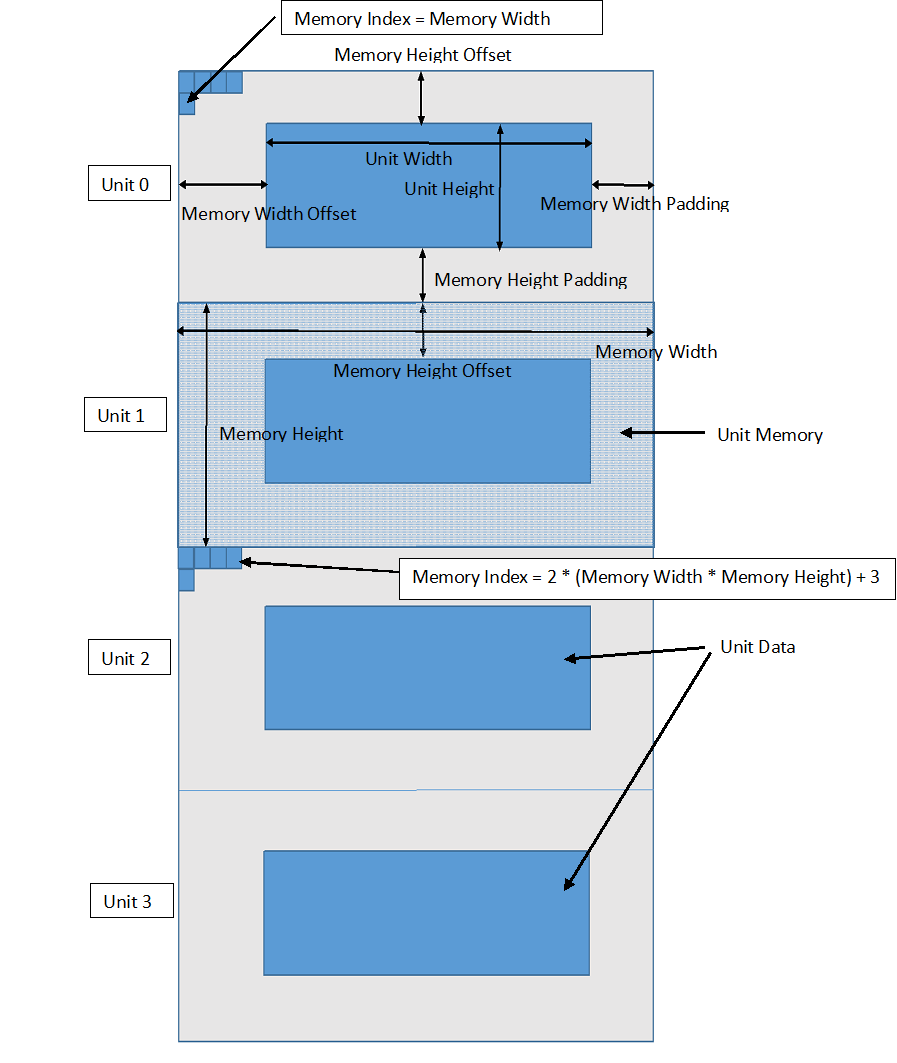 Memory Index = Memory Width
Memory Height Offset
Unit Width
Unit 0
Unit Height
Memory Width Padding
Memory Width Offset
Memory Height Padding
Memory Width
Memory Height Offset
Unit 1
Memory Height
Unit Memory
Memory Index = 2 * (Memory Width * Memory Height) + 3
Unit 2
Unit Data
Unit 3